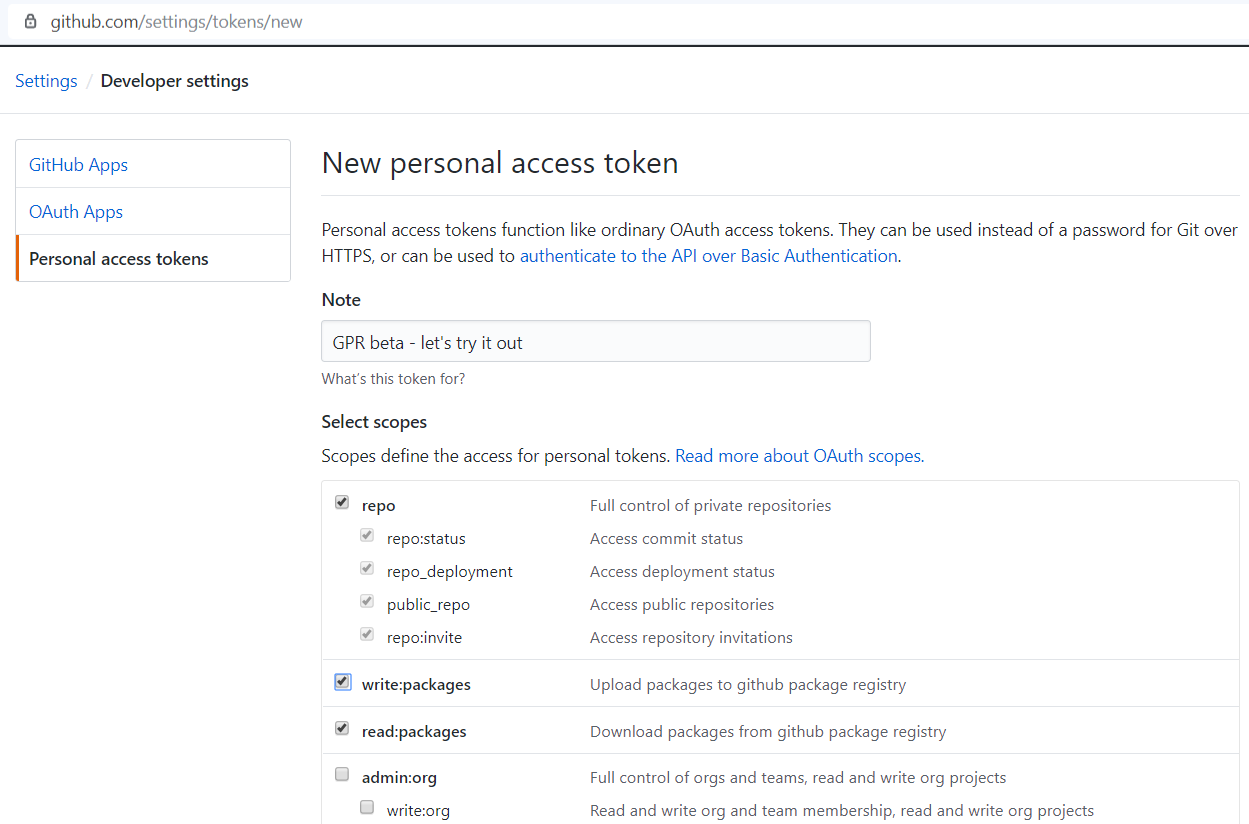 github.com/settings/tokens/new
Settings / Developer settings
GitHub Apps
OAuth Apps
Personal access tokens
New personal access token
Personal access tokens function like ordinary OAuth access tokens. They can be used instead of a password for Git over
HTTPS, or can be used to authenticate to the API over Basic Authentication.
Note
GPR beta - let's try it out
What's this token for?
Select scopes
Scopes define the access for personal tokens. Read more about OAuth scopes.
repo Full control of private repositories
repo:status Access commit status
repo_deployment Access deployment status
public_repo Access public repositories
repo:invite Access repository invitations
write:packages Upload packages to github package registry
read:packages Download packages from github package registry
admin:org Full control of orgs and teams, read and write org projects
write:org Read and write org and team membership, read and write org projects